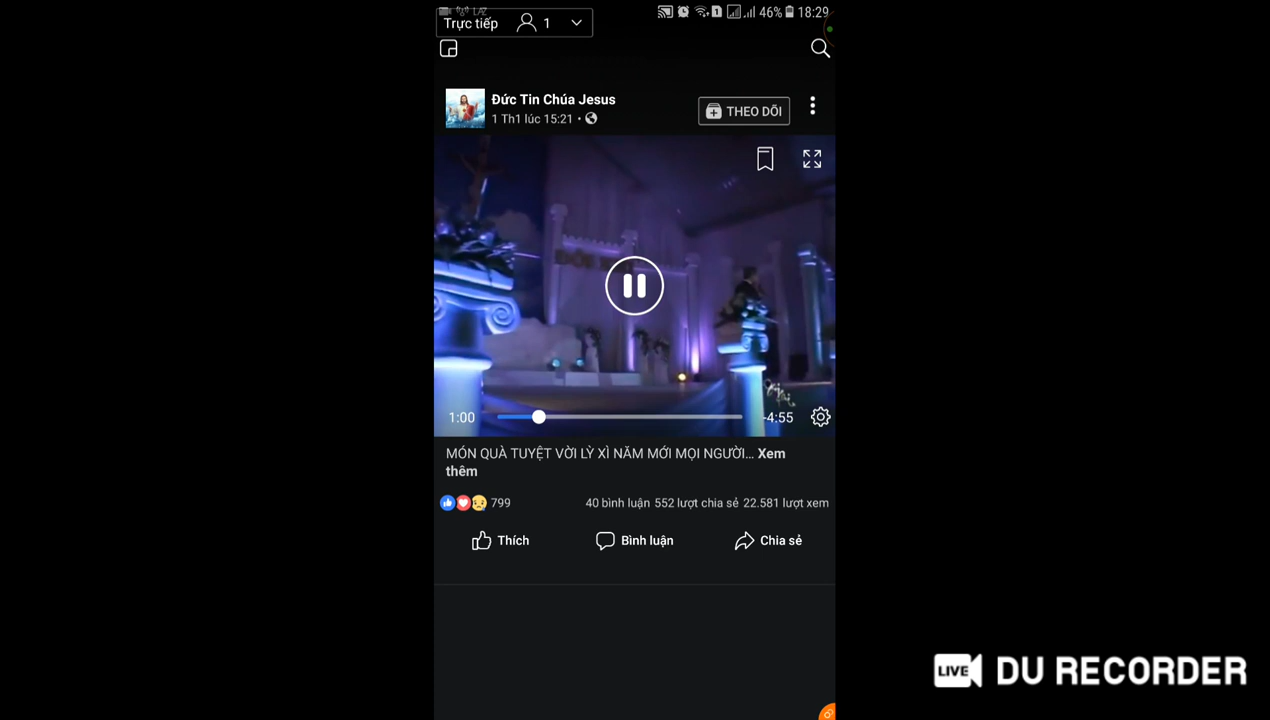 46% 18:29
Trực tiếp 1
Đức Tin Chúa Jesus
1 Th1 lúc 15:21 •
THEO DÕI
1:00
-4:55
MÓN QUÀ TUYỆT VỜI LỲ XÌ NĂM MỚI MỌI NGƯỜI... Xem
thêm
799
40 bình luận 552 lượt chia sẻ 22.581 lượt xem
Thích
Bình luận
Chia sẻ
LIVE DU RECORDER